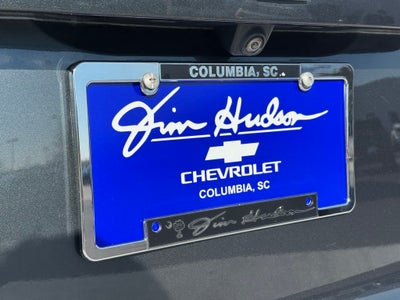 COLUMBIA, SC
Jim Hudson
CHEVROLET
COLUMBIA, SC
Jim Hudson